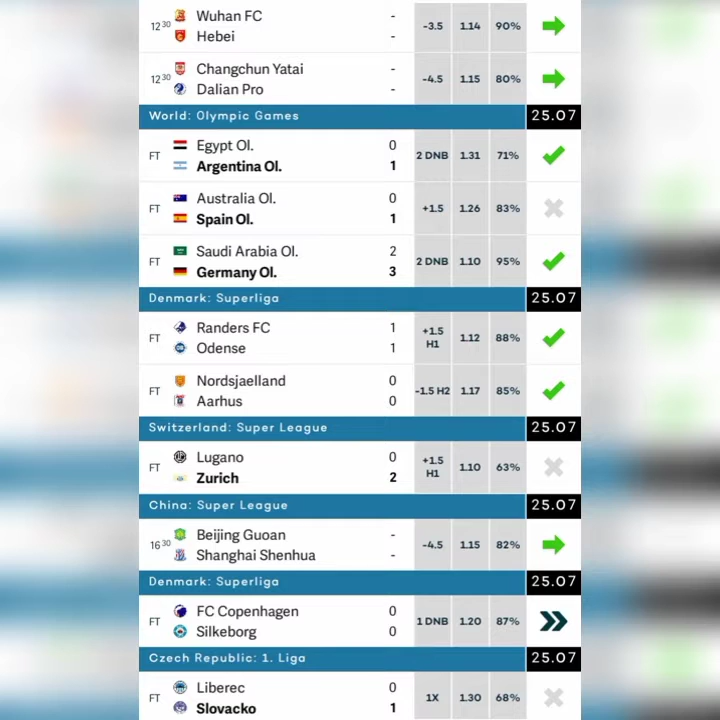 12 30 Wuhan FC - -3.5 1.14 90%
Hebei -
12 30 Changchun Yatai - -4.5 1.15 80%
Dalian Pro -
World: Olympic Games 25.07
FT Egypt Ol. 0 2 DNB 1.31 71%
Argentina Ol. 1
FT Australia Ol. 0 +1.5 1.26 83%
Spain Ol. 1
FT Saudi Arabia Ol. 2 2 DNB 1.10 95%
Germany Ol. 3
Denmark: Superliga 25.07
FT Randers FC 1 +1.5 H1 1.12 88%
Odense 1
FT Nordsjaelland 0 -1.5 H2 1.17 85%
Aarhus 0
Switzerland: Super League 25.07
FT Lugano 0 +1.5 H1 1.10 63%
Zurich 2
China: Super League 25.07
16 30 Beijing Guoan - -4.5 1.15 82%
Shanghai Shenhua -
Denmark: Superliga 25.07
FT FC Copenhagen 0 1 DNB 1.20 87%
Silkeborg 0
Czech Republic: 1. Liga 25.07
FT Liberec 0 1X 1.30 68%
Slovacko 1